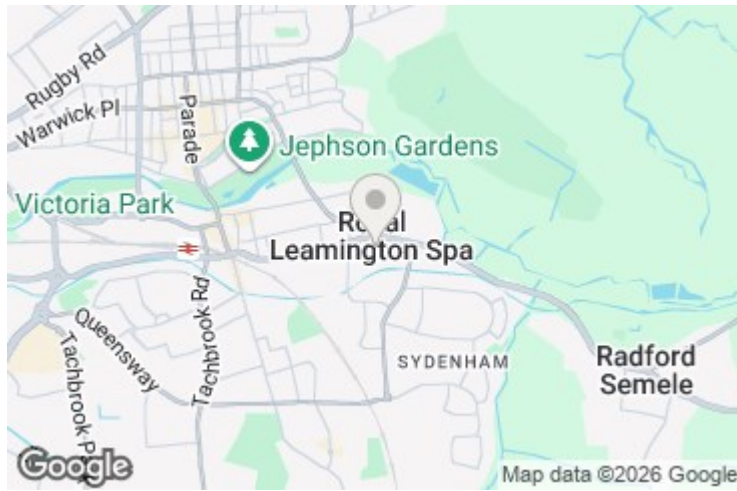 Rugby Rd
Warwick Pl
Parade
Jephson Gardens
Victoria Park
Royal
Leamington Spa
Tachbrook Rd
Queensway
SYDENHAM
Radford
Semele
Google
Map data ©2026 Google